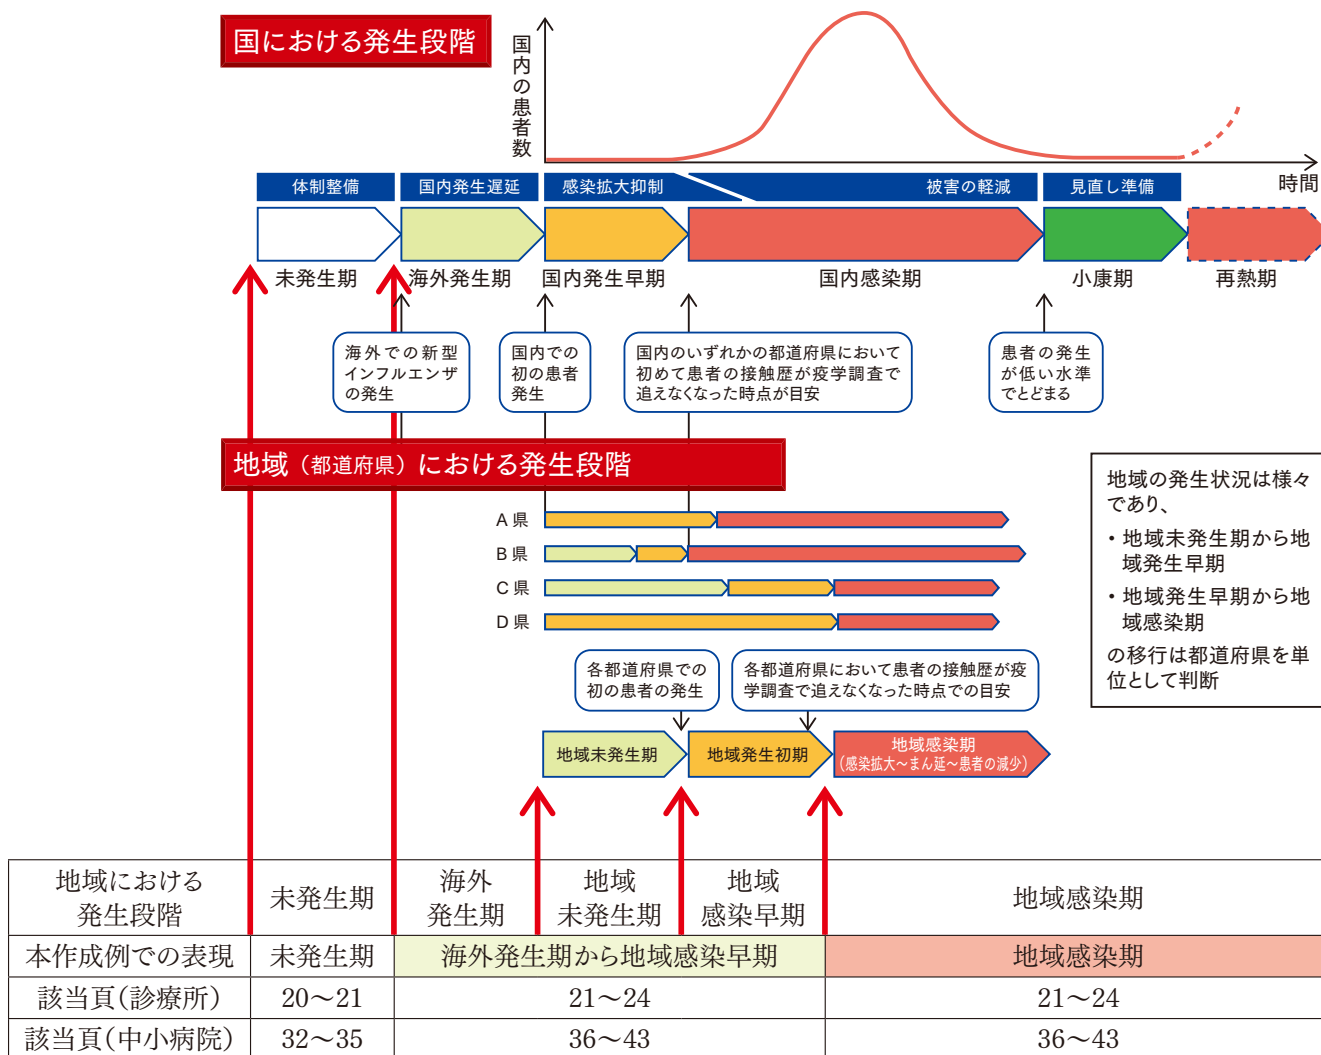 国における発生段階
国内の患者数
時間
体制整備
国内発生遅延
感染拡大抑制
被害の軽減
見直し準備
未発生期
海外発生期
国内発生早期
国内感染期
小康期
再熱期
海外での新型
インフルエンザ
の発生
国内での
初の患者
発生
国内のいずれかの都道府県において
初めて患者の接触歴が疫学調査で
追えなくなった時点が目安
患者の発生
が低い水準
でとどまる
地域（都道府県）における発生段階
A 県
B 県
C 県
D 県
地域の発生状況は様々
であり、
・地域未発生期から地
域発生早期
・地域発生早期から地
域感染期
の移行は都道府県を単
位として判断
各都道府県での
初の患者の発生
各都道府県において患者の接触歴が疫
学調査で追えなくなった時点での目安
地域未発生期
地域発生初期
地域感染期
（感染拡大～まん延～患者の減少）
地域における
発生段階
未発生期
海外
発生期
地域
未発生期
地域
感染早期
地域感染期
本作成例での表現
未発生期
海外発生期から地域感染早期
地域感染期
該当頁（診療所）
20～21
21～24
21～24
該当頁（中小病院）
32～35
36～43
36～43